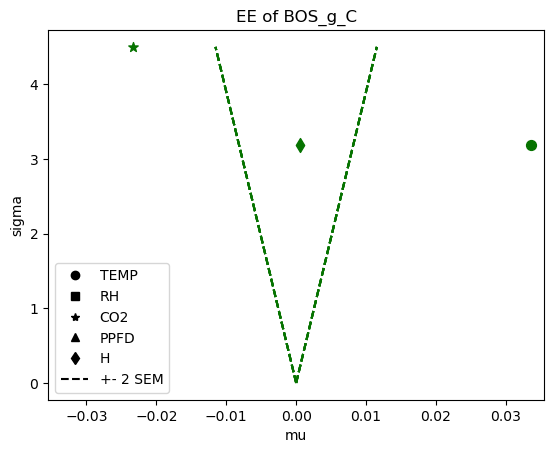 EE of BOS_g_C
sigma
4
3
2
1
0
TEMP
RH
CO2
PPFD
H
+- 2 SEM
−0.03 −0.02 −0.01 0.00 0.01 0.02 0.03
mu